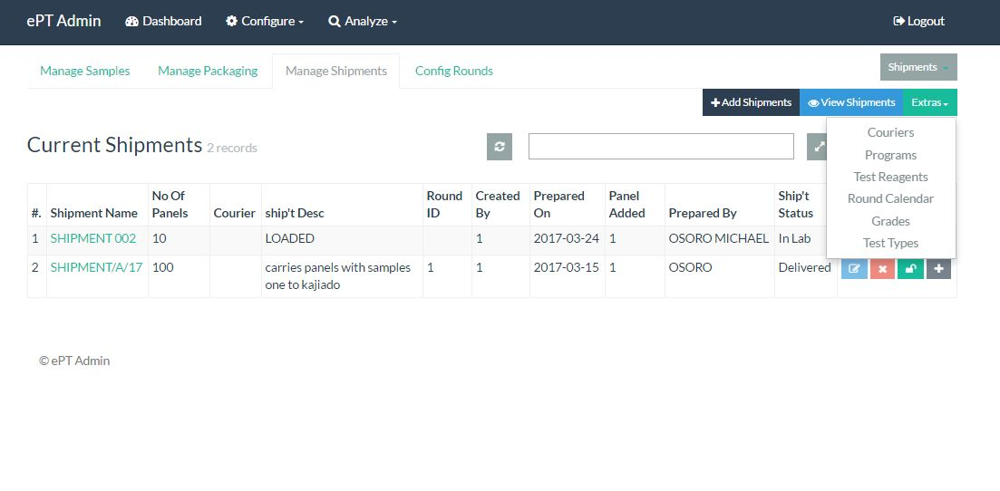 ePT Admin Dashboard Configure Analyze Logout
Manage Samples Manage Packaging Manage Shipments Config Rounds Shipments
Add Shipments View Shipments Extras
Couriers
Programs
Test Reagents
Round Calendar
Grades
Test Types
Current Shipments 2 records
#. Shipment Name No Of Panels Courier ship't Desc Round ID Created By Prepared On Panel Added Prepared By Ship't Status
1 SHIPMENT 002 10 LOADED 1 2017-03-24 1 OSORO MICHAEL In Lab
2 SHIPMENT/A/17 100 carries panels with samples one to kajiado 1 1 2017-03-15 1 OSORO Delivered
© ePT Admin